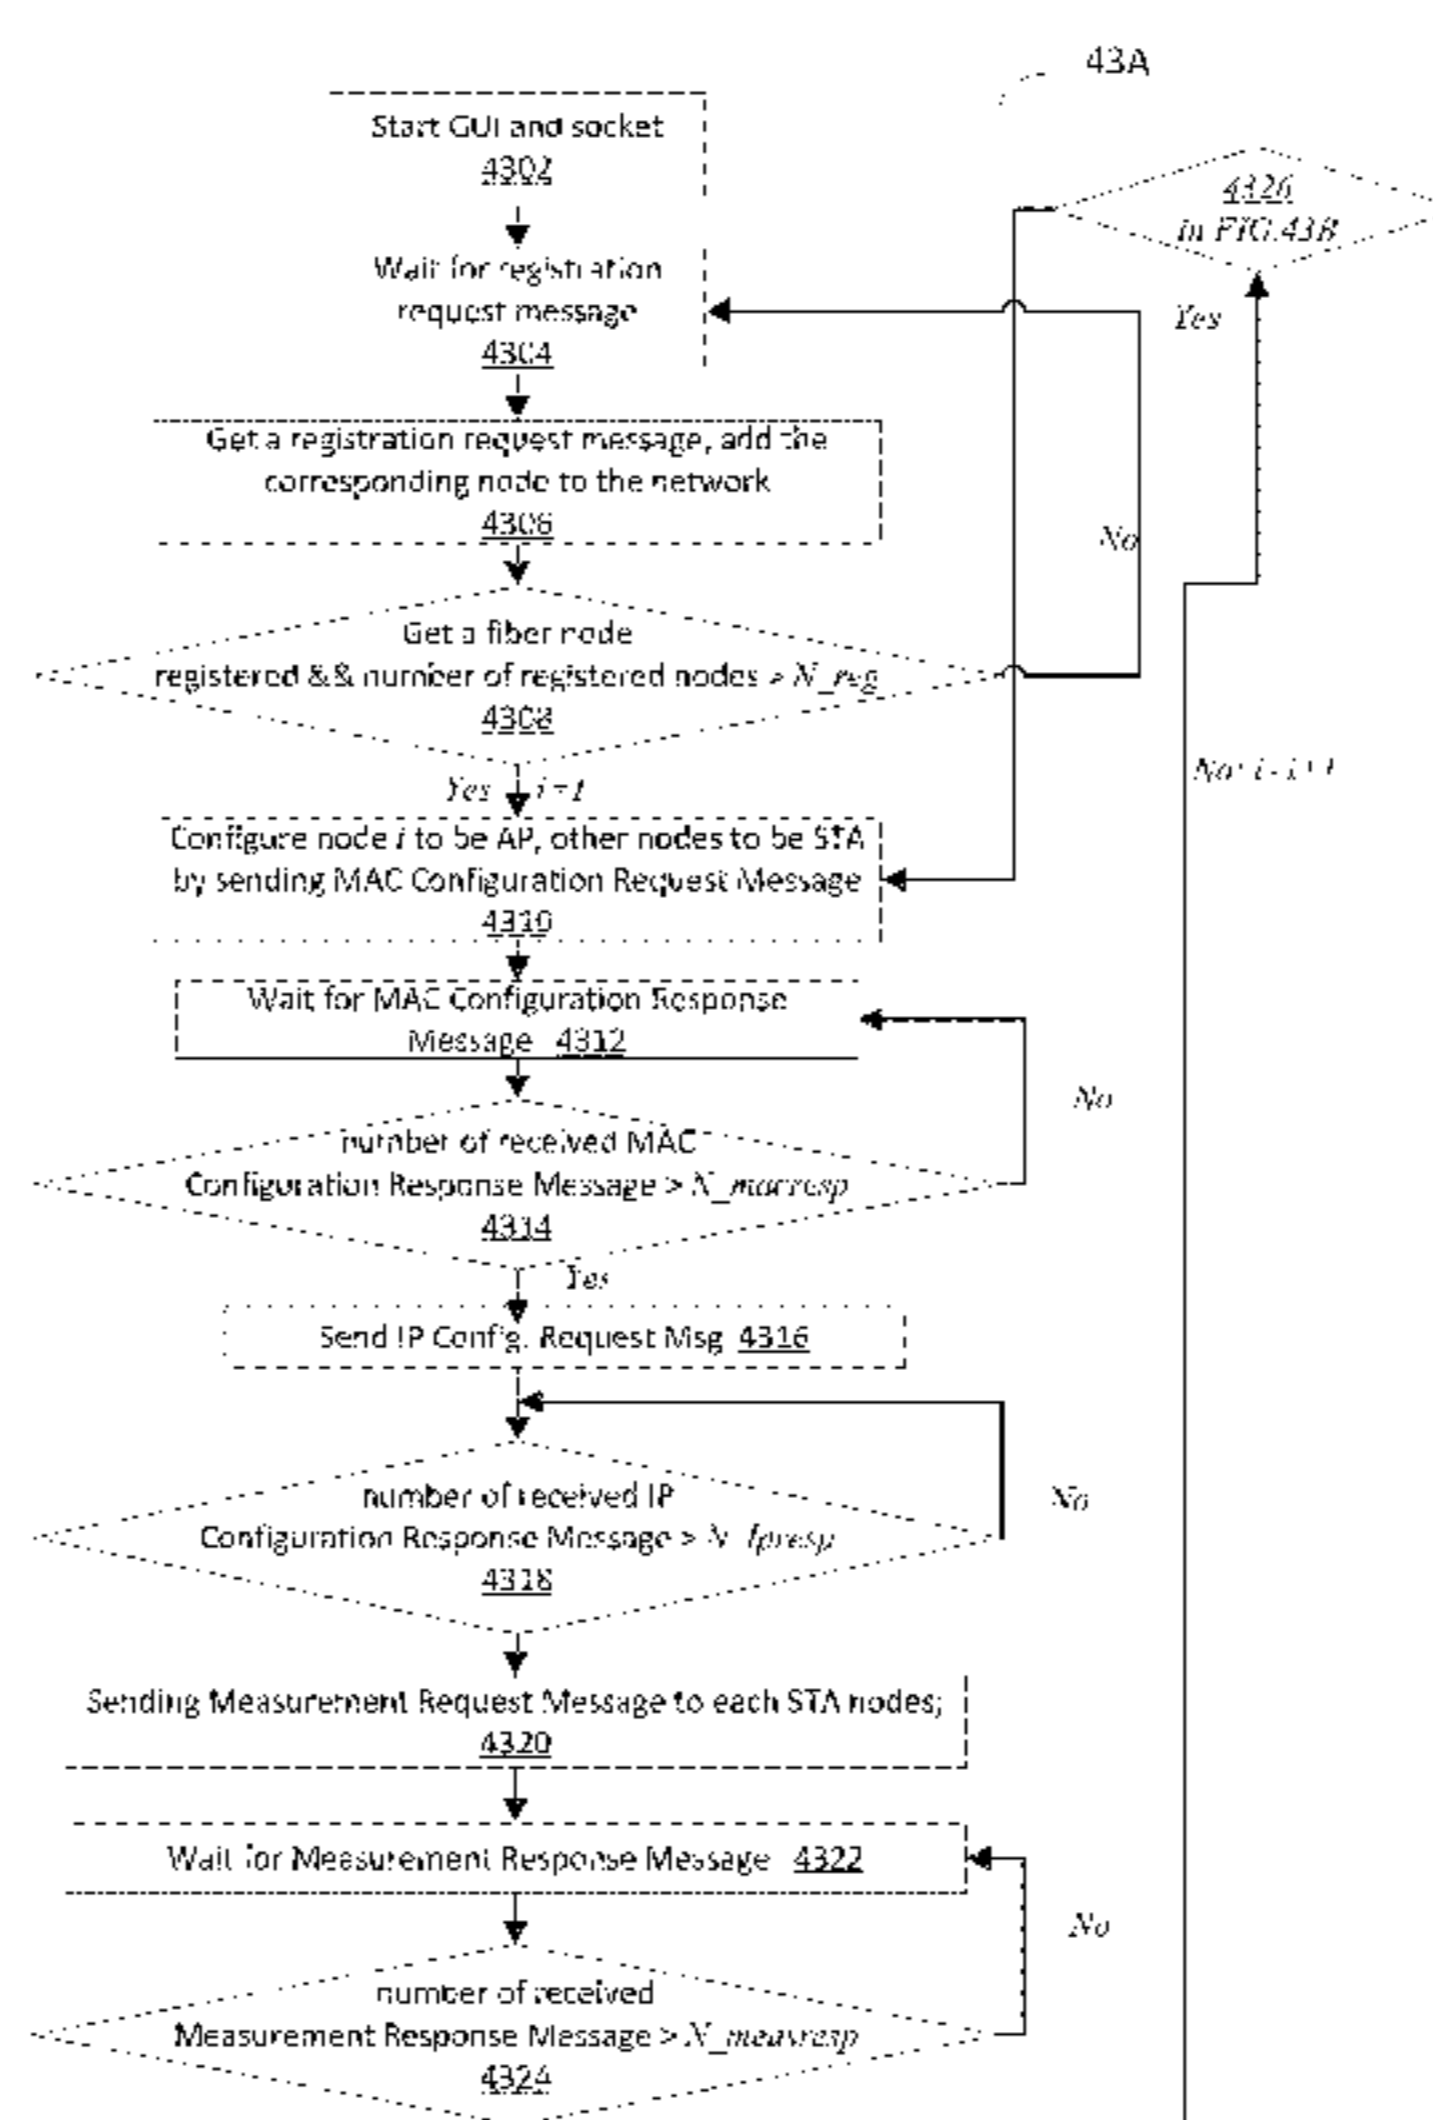 43A
Start GUI and socket
4302
4326
in FIG.43B
Wait for registration
request message
4304
Yes
Get a registration request message, add the
corresponding node to the network
4306
No
Get a fiber node
registered && number of registered nodes > N_reg
4308
No: i = i+1
Yes i=1
Configure node i to be AP, other nodes to be STA
by sending MAC Configuration Request Message
4310
Wait for MAC Configuration Response
Message 4312
No
number of received MAC
Configuration Response Message > N_macresp
4314
Yes
Send IP Config. Request Msg 4316
number of received IP
Configuration Response Message > N_Ipresp
4318
No
Sending Measurement Request Message to each STA nodes;
4320
Wait for Measurement Response Message 4322
No
number of received
Measurement Response Message > N_measresp
4324